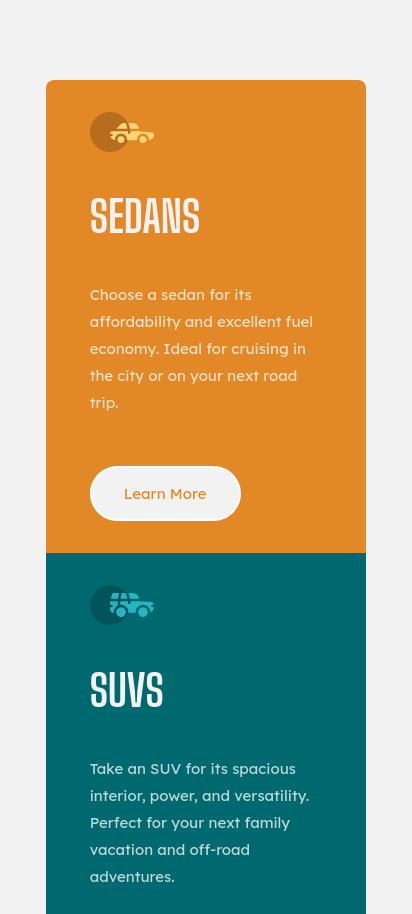 SEDANS
Choose a sedan for its
affordability and excellent fuel
economy. Ideal for cruising in
the city or on your next road
trip.
Learn More
SUVS
Take an SUV for its spacious
interior, power, and versatility.
Perfect for your next family
vacation and off-road
adventures.